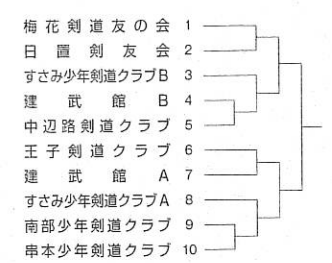 梅花剣道友の会 1
日置剣友会 2
すさみ少年剣道クラブB 3
建武館B 4
中辺路剣道クラブ 5
王子剣道クラブ 6
建武館A 7
すさみ少年剣道クラブA 8
南部少年剣道クラブ 9
串本少年剣道クラブ 10